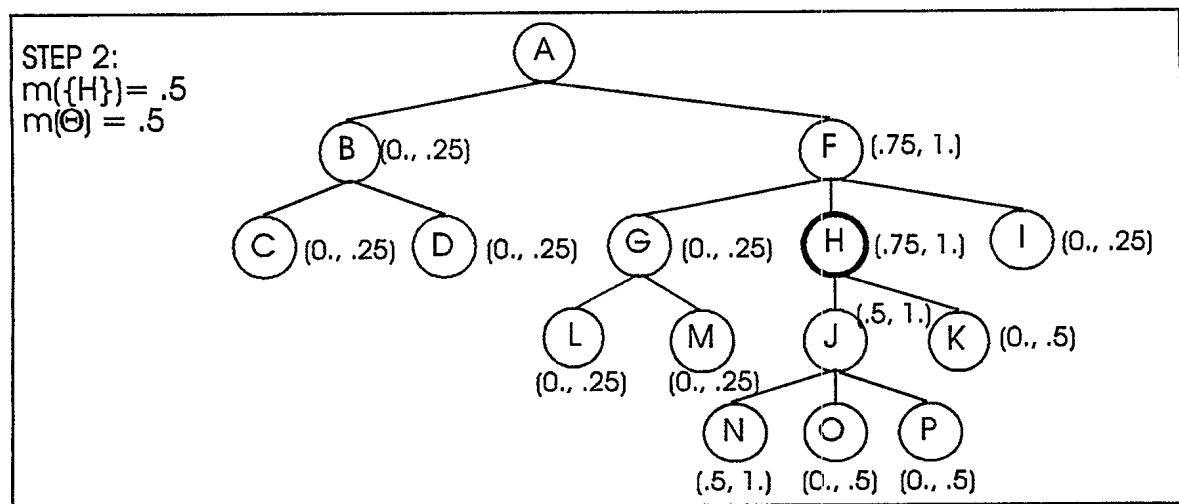 STEP 2:
m({H})= .5
m(Θ) = .5
A
B (0., .25)
F (.75, 1.)
C (0., .25) D (0., .25)
G (0., .25)
H (.75, 1.)
I (0., .25)
L
M
J (.5, 1.)
K (0., .5)
(0., .25) (0., .25)
N O P
(.5, 1.) (0., .5) (0., .5)